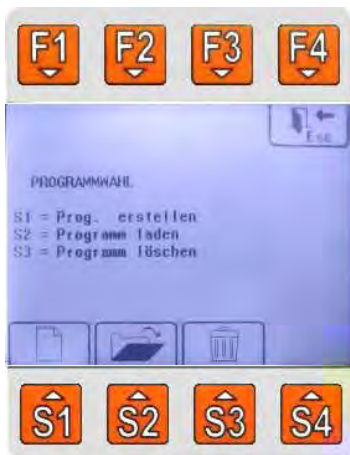 F1 F2 F3 F4
Esc
PROGRAMMWAHL
S1 = Prog. erstellen
S2 = Programm laden
S3 = Programm löschen
S1 S2 S3 S4